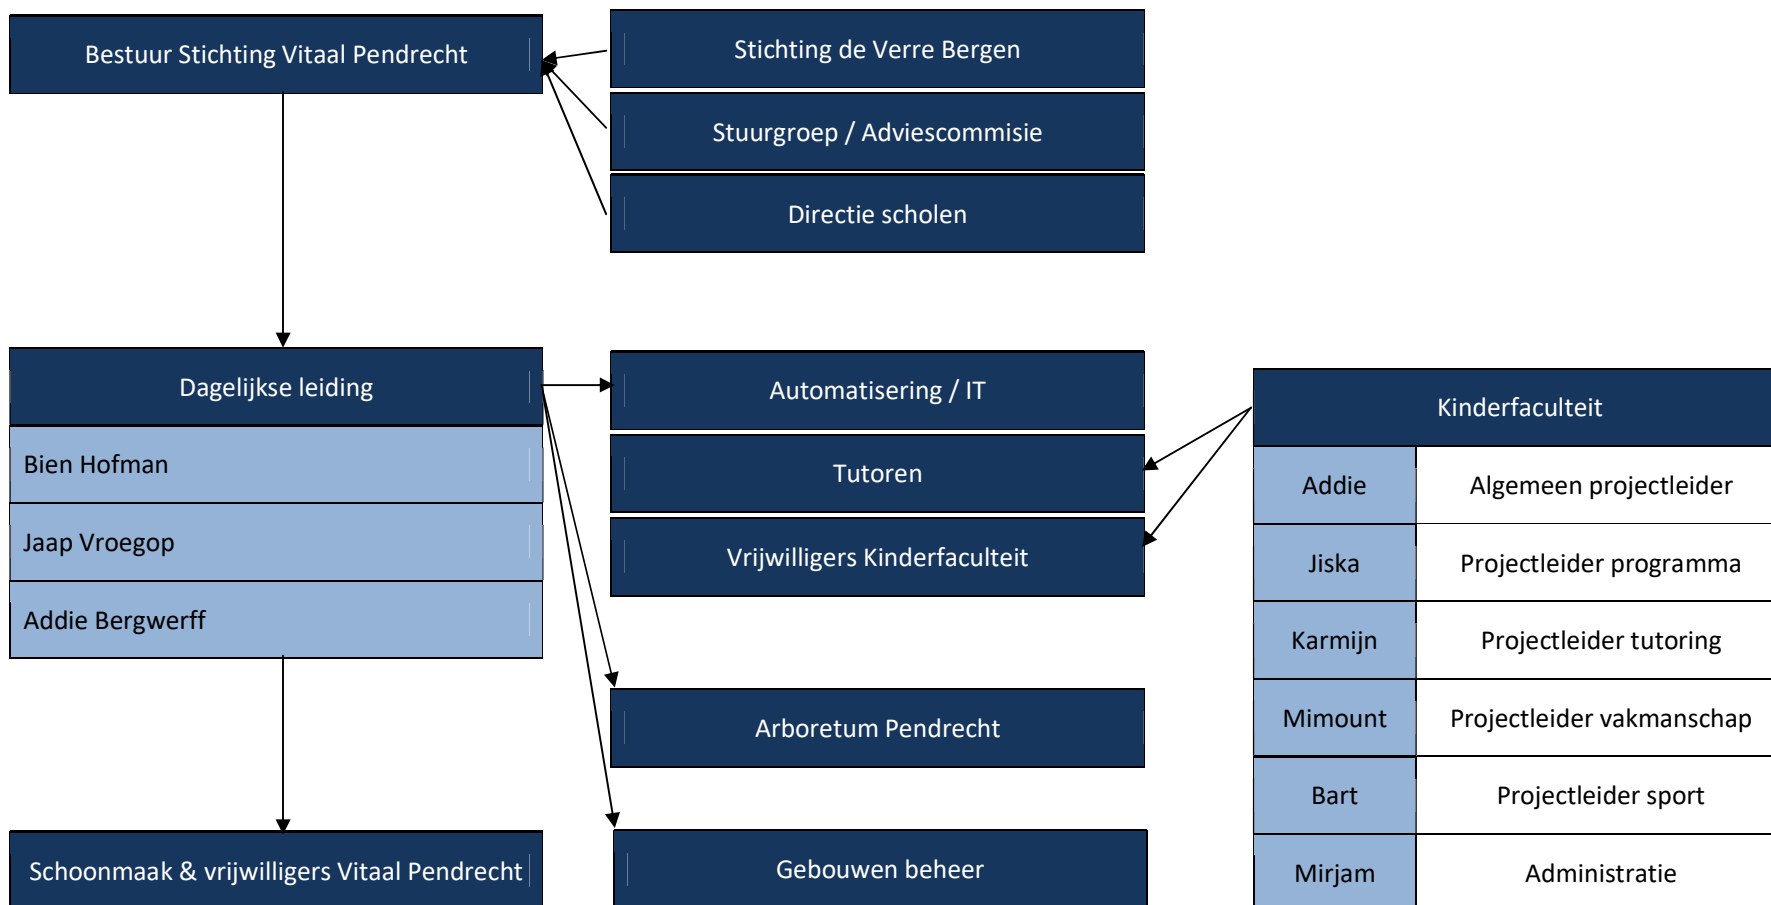 Bestuur Stichting Vitaal Pendrecht
Stichting de Verre Bergen
Stuurgroep / Adviescommisie
Directie scholen
Dagelijkse leiding
Bien Hofman
Jaap Vroegop
Addie Bergwerff
Automatisering / IT
Tutoren
Vrijwilligers Kinderfaculteit
Arboretum Pendrecht
Schoonmaak & vrijwilligers Vitaal Pendrecht
Gebouwen beheer
Kinderfaculteit
Addie Algemeen projectleider
Jiska Projectleider programma
Karmijn Projectleider tutoring
Mimount Projectleider vakmanschap
Bart Projectleider sport
Mirjam Administratie